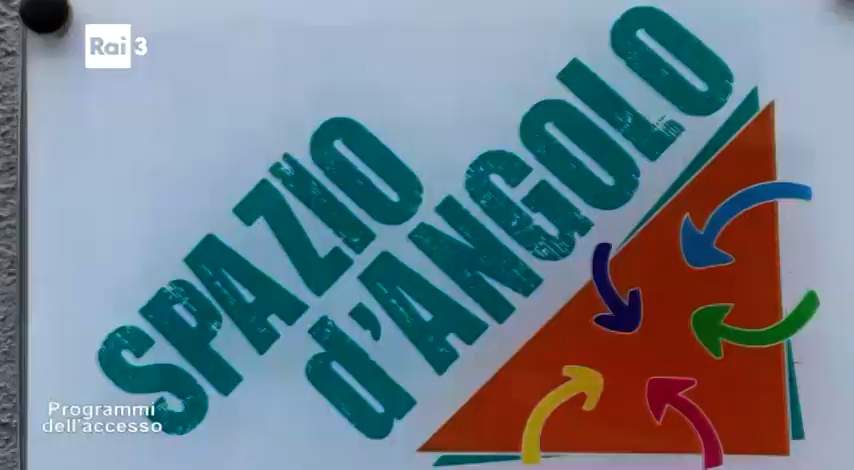 Rai 3
SPAZIO
d'ANGOLO
Programmi
dell'accesso